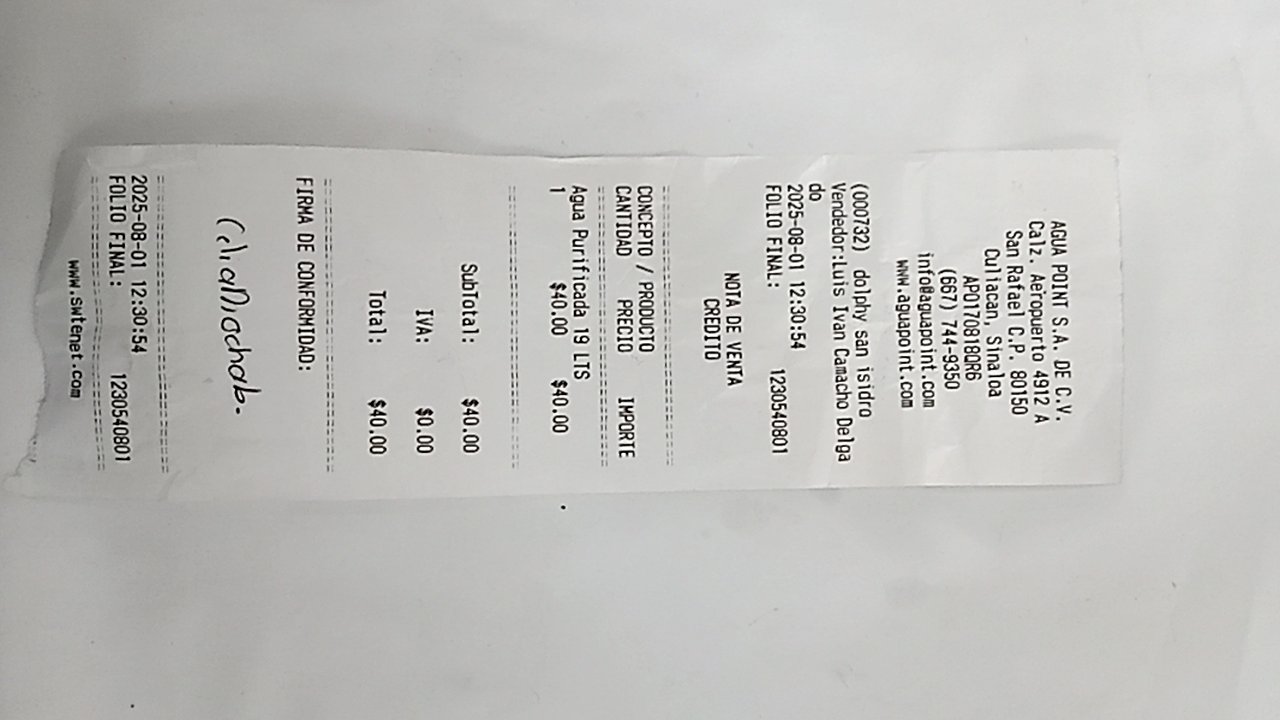 AGUA POINT S.A. DE C.V.
Calz. Aeropuerto 4912 A
San Rafael C.P. 80150
Culiacan, Sinaloa
APO170818QR6
(667) 744-9350
info@aguapoint.com
www.aguapoint.com
(000732) dolphy san isidro
Vendedor:Luis Ivan Camacho Delga
do
2025-08-01 12:30:54
FOLIO FINAL: 1230540801
NOTA DE VENTA
CREDITO
================================
CONCEPTO / PRODUCTO
CANTIDAD PRECIO IMPORTE
================================
Agua Purificada 19 LTS
1 $40.00 $40.00
================================
SubTotal: $40.00
IVA: $0.00
Total: $40.00
================================
FIRMA DE CONFORMIDAD:
================================
2025-08-01 12:30:54
FOLIO FINAL: 1230540801
================================
www.swtenet.com